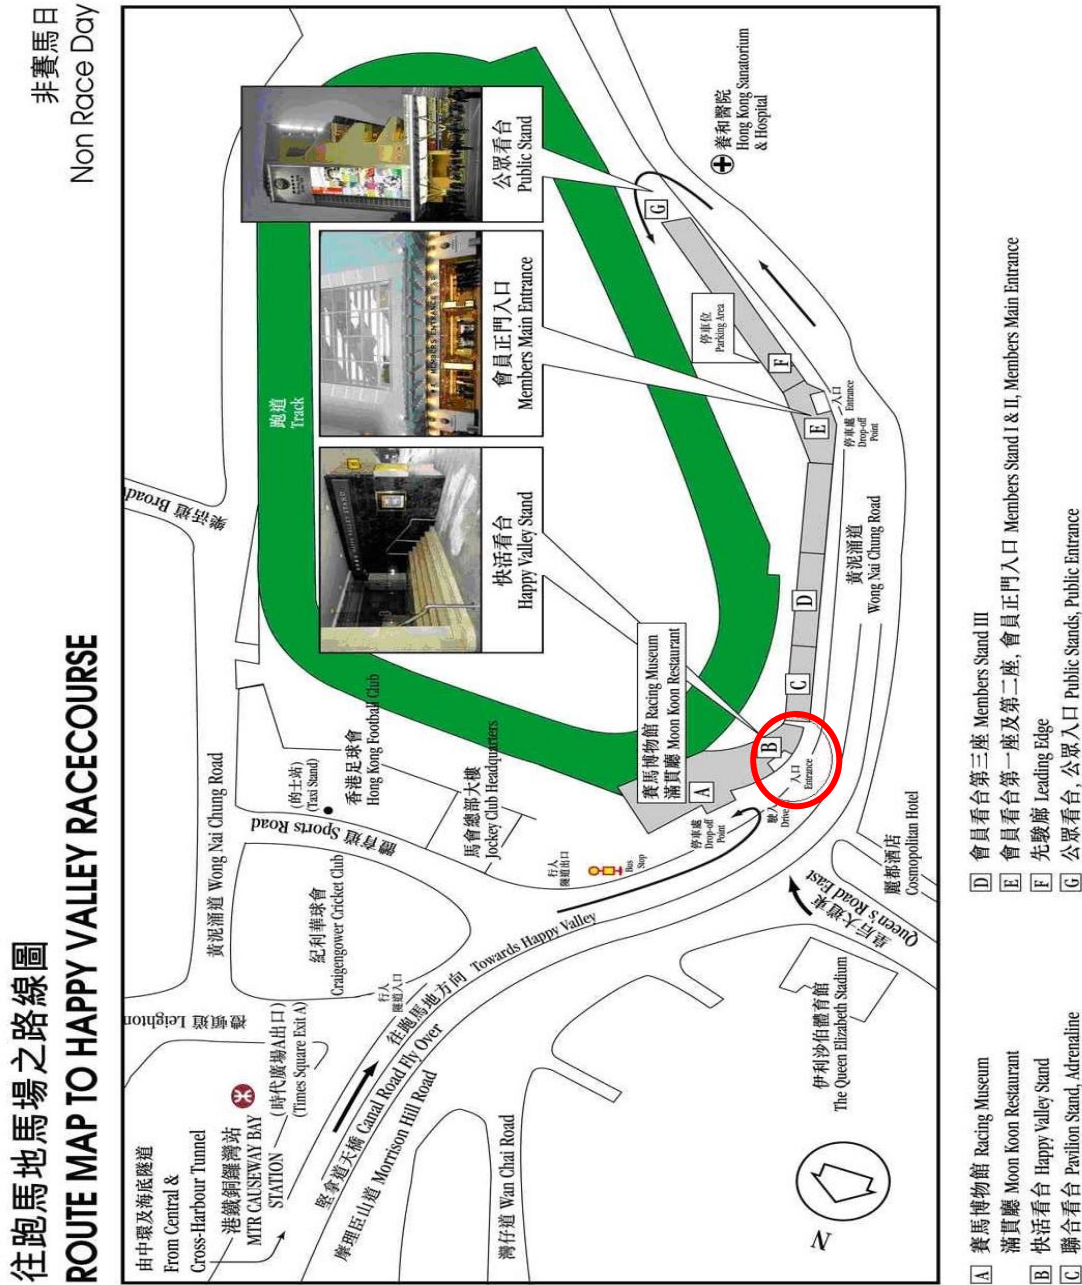 往跑馬地馬場之路線圖
ROUTE MAP TO HAPPY VALLEY RACECOURSE
非賽馬日
Non Race Day
由中環及海底隧道
From Central &
Cross-Harbour Tunnel
港鐵銅鑼灣站
MTR CAUSEWAY BAY
STATION
(時代廣場A出口)
(Times Square Exit A)
禮頓道 Leighton
黃泥涌道 Wong Nai Chung Road
樂活道 Broad
紀利華球會
Craigengower Cricket Club
體育道 Sports Road
(的士站)
(Taxi Stand)
香港足球會
Hong Kong Football Club
馬會總部大樓
Jockey Club Headquarters
跑道
Track
快活看台
Happy Valley Stand
會員正門入口
Members Main Entrance
MEMBERS ENTRANCE
公眾看台
Public Stand
養和醫院
Hong Kong Sanatorium
& Hospital
行人
隧道入口
行人
隧道出口
Bus
Stop
往跑馬地方向 Towards Happy Valley
堅拿道天橋 Canal Road Fly Over
摩理臣山道 Morrison Hill Road
灣仔道 Wan Chai Road
賽馬博物館 Racing Museum
滿貫廳 Moon Koon Restaurant
A
B
C
D
E
F
G
停車處
Drop-off
Point
入口
Entrance
停車位
Parking Area
停車處
Drop-off
Point
入口
Entrance
黃泥涌道
Wong Nai Chung Road
皇后大道東
Queen's Road East
麗都酒店
Cosmopolitan Hotel
伊利沙伯體育館
The Queen Elizabeth Stadium
N
A 賽馬博物館 Racing Museum
滿貫廳 Moon Koon Restaurant
B 快活看台 Happy Valley Stand
C 聯合看台 Pavilion Stand, Adrenaline
D 會員看台第三座 Members Stand III
E 會員看台第一座及第二座, 會員正門入口 Members Stand I & II, Members Main Entrance
F 先駿廊 Leading Edge
G 公眾看台, 公眾入口 Public Stands, Public Entrance